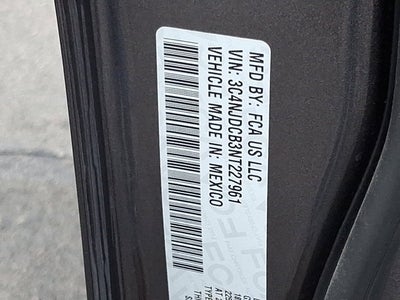 MFD BY: FCA US LLC
VIN: 3C4NJDCB3NT227961
VEHICLE MADE IN: MEXICO